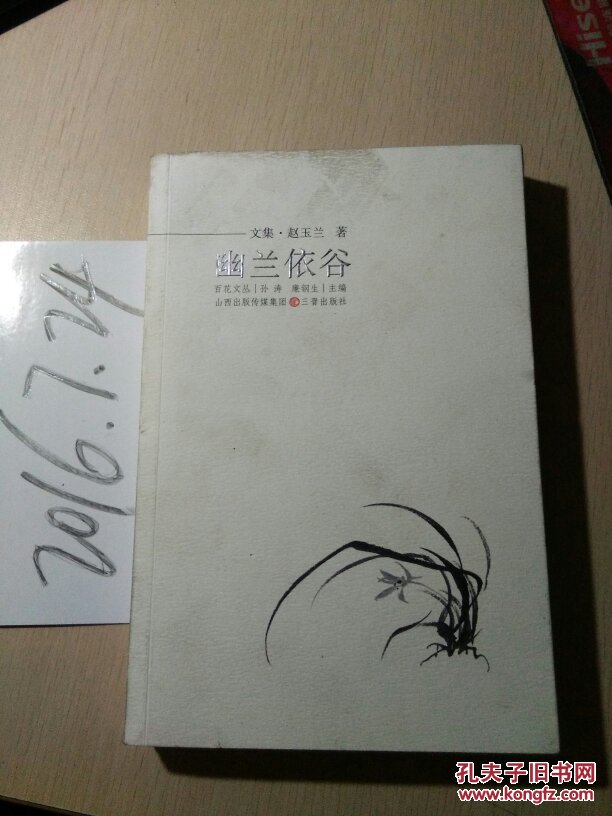 Hise
文集·赵玉兰 著
幽兰依谷
百花文丛|孙涛 康钢生|主编
山西出版传媒集团 三晋出版社
2016.1.24
孔夫子旧书网
www.kongfz.com